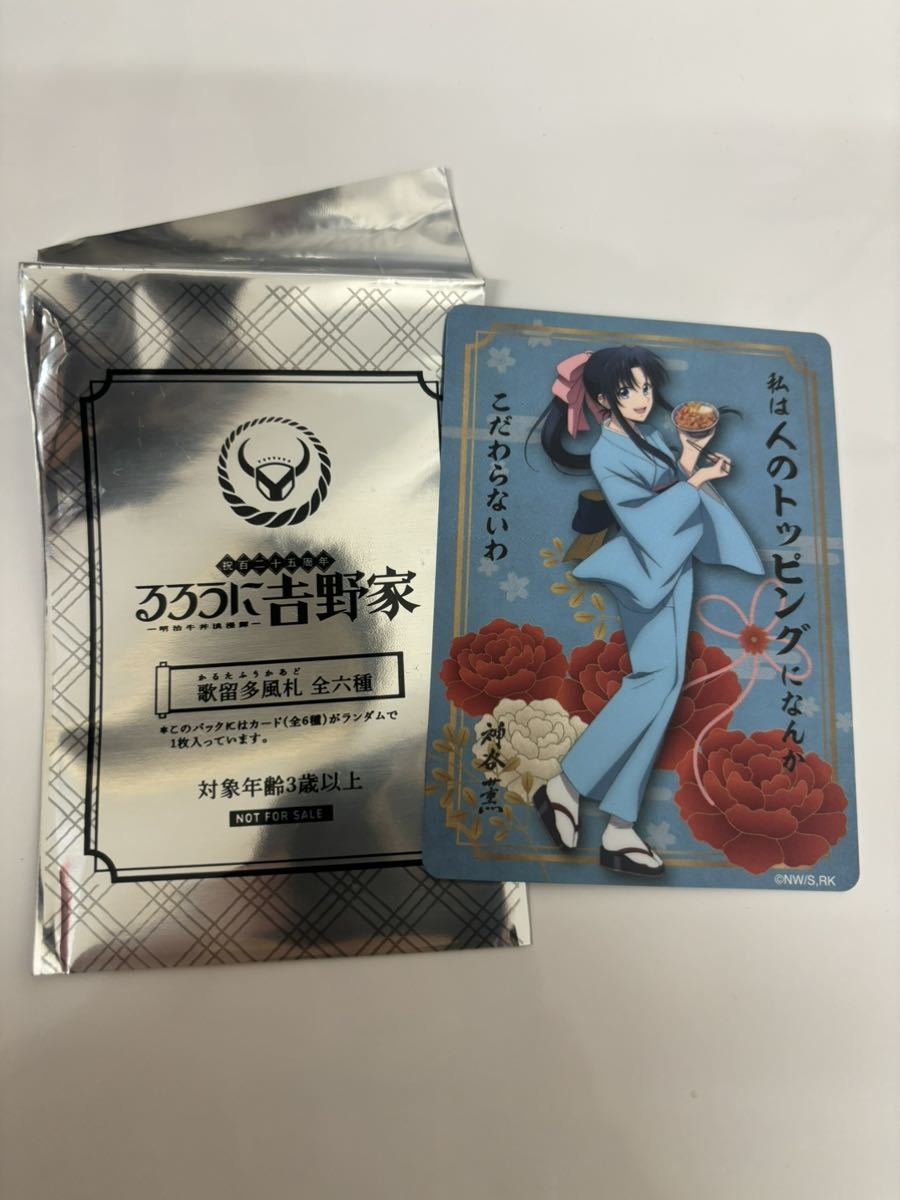 祝百二十五周年
るろうに吉野家
―明治牛丼浪漫譚―
かるたふうかあど
歌留多風札 全六種
*このパックにはカード(全6種)がランダムで
1枚入っています。
対象年齢3歳以上
NOT FOR SALE
私は人のトッピングになんか
こだわらないわ
神谷薫
©NW/S,RK